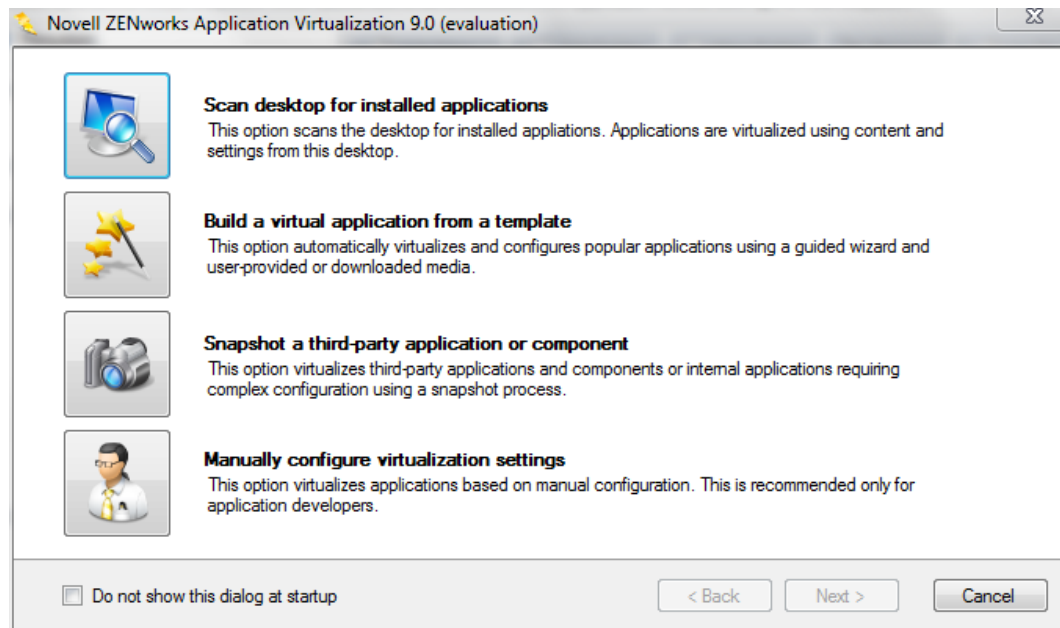 Novell ZENworks Application Virtualization 9.0 (evaluation)
Scan desktop for installed applications
This option scans the desktop for installed appliations. Applications are virtualized using content and
settings from this desktop.
Build a virtual application from a template
This option automatically virtualizes and configures popular applications using a guided wizard and
user-provided or downloaded media.
Snapshot a third-party application or component
This option virtualizes third-party applications and components or internal applications requiring
complex configuration using a snapshot process.
Manually configure virtualization settings
This option virtualizes applications based on manual configuration. This is recommended only for
application developers.
Do not show this dialog at startup
< Back
Next >
Cancel